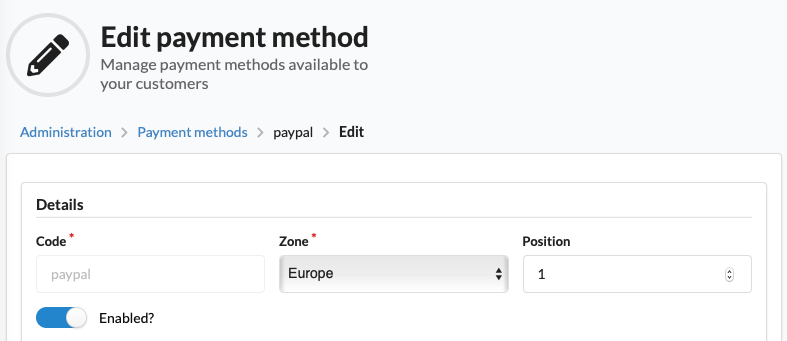 Edit payment method
Manage payment methods available to
your customers
Administration > Payment methods > paypal > Edit
Details
Code * Zone * Position
paypal Europe 1
Enabled?